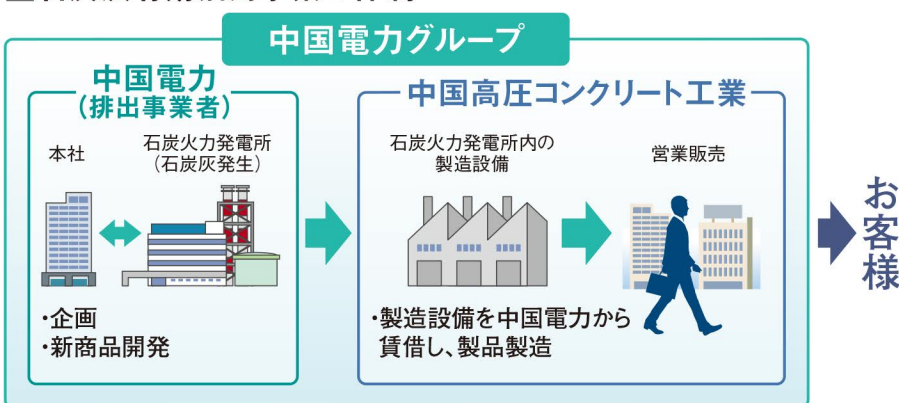 中国電力グループ
中国電力
（排出事業者）
本社
石炭火力発電所
（石炭灰発生）
・企画
・新商品開発
中国高圧コンクリート工業
石炭火力発電所内の
製造設備
営業販売
・製造設備を中国電力から
賃借し、製品製造
お客様